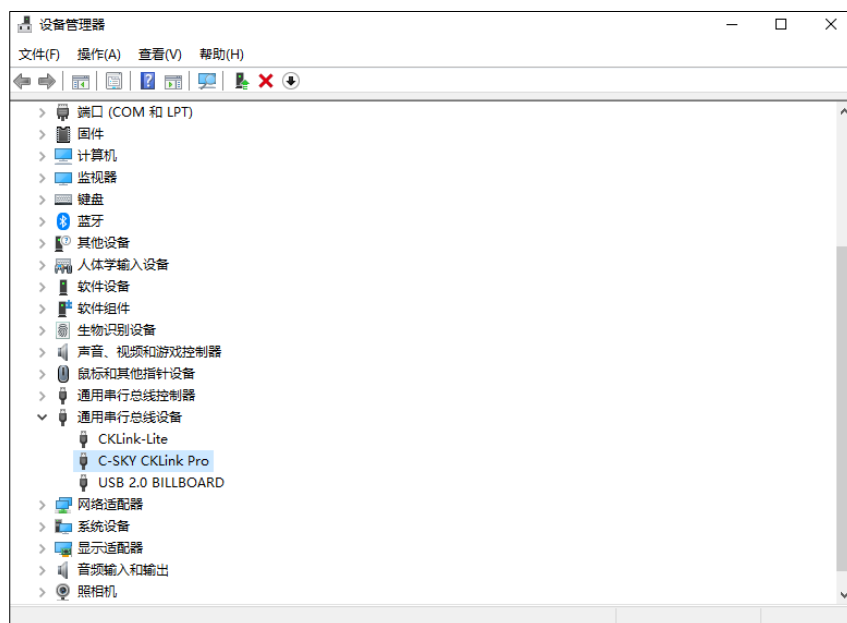 设备管理器
文件(F) 操作(A) 查看(V) 帮助(H)
端口 (COM 和 LPT)
固件
计算机
监视器
键盘
蓝牙
其他设备
人体学输入设备
软件设备
软件组件
生物识别设备
声音、视频和游戏控制器
鼠标和其他指针设备
通用串行总线控制器
通用串行总线设备
CKLink-Lite
C-SKY CKLink Pro
USB 2.0 BILLBOARD
网络适配器
系统设备
显示适配器
音频输入和输出
照相机